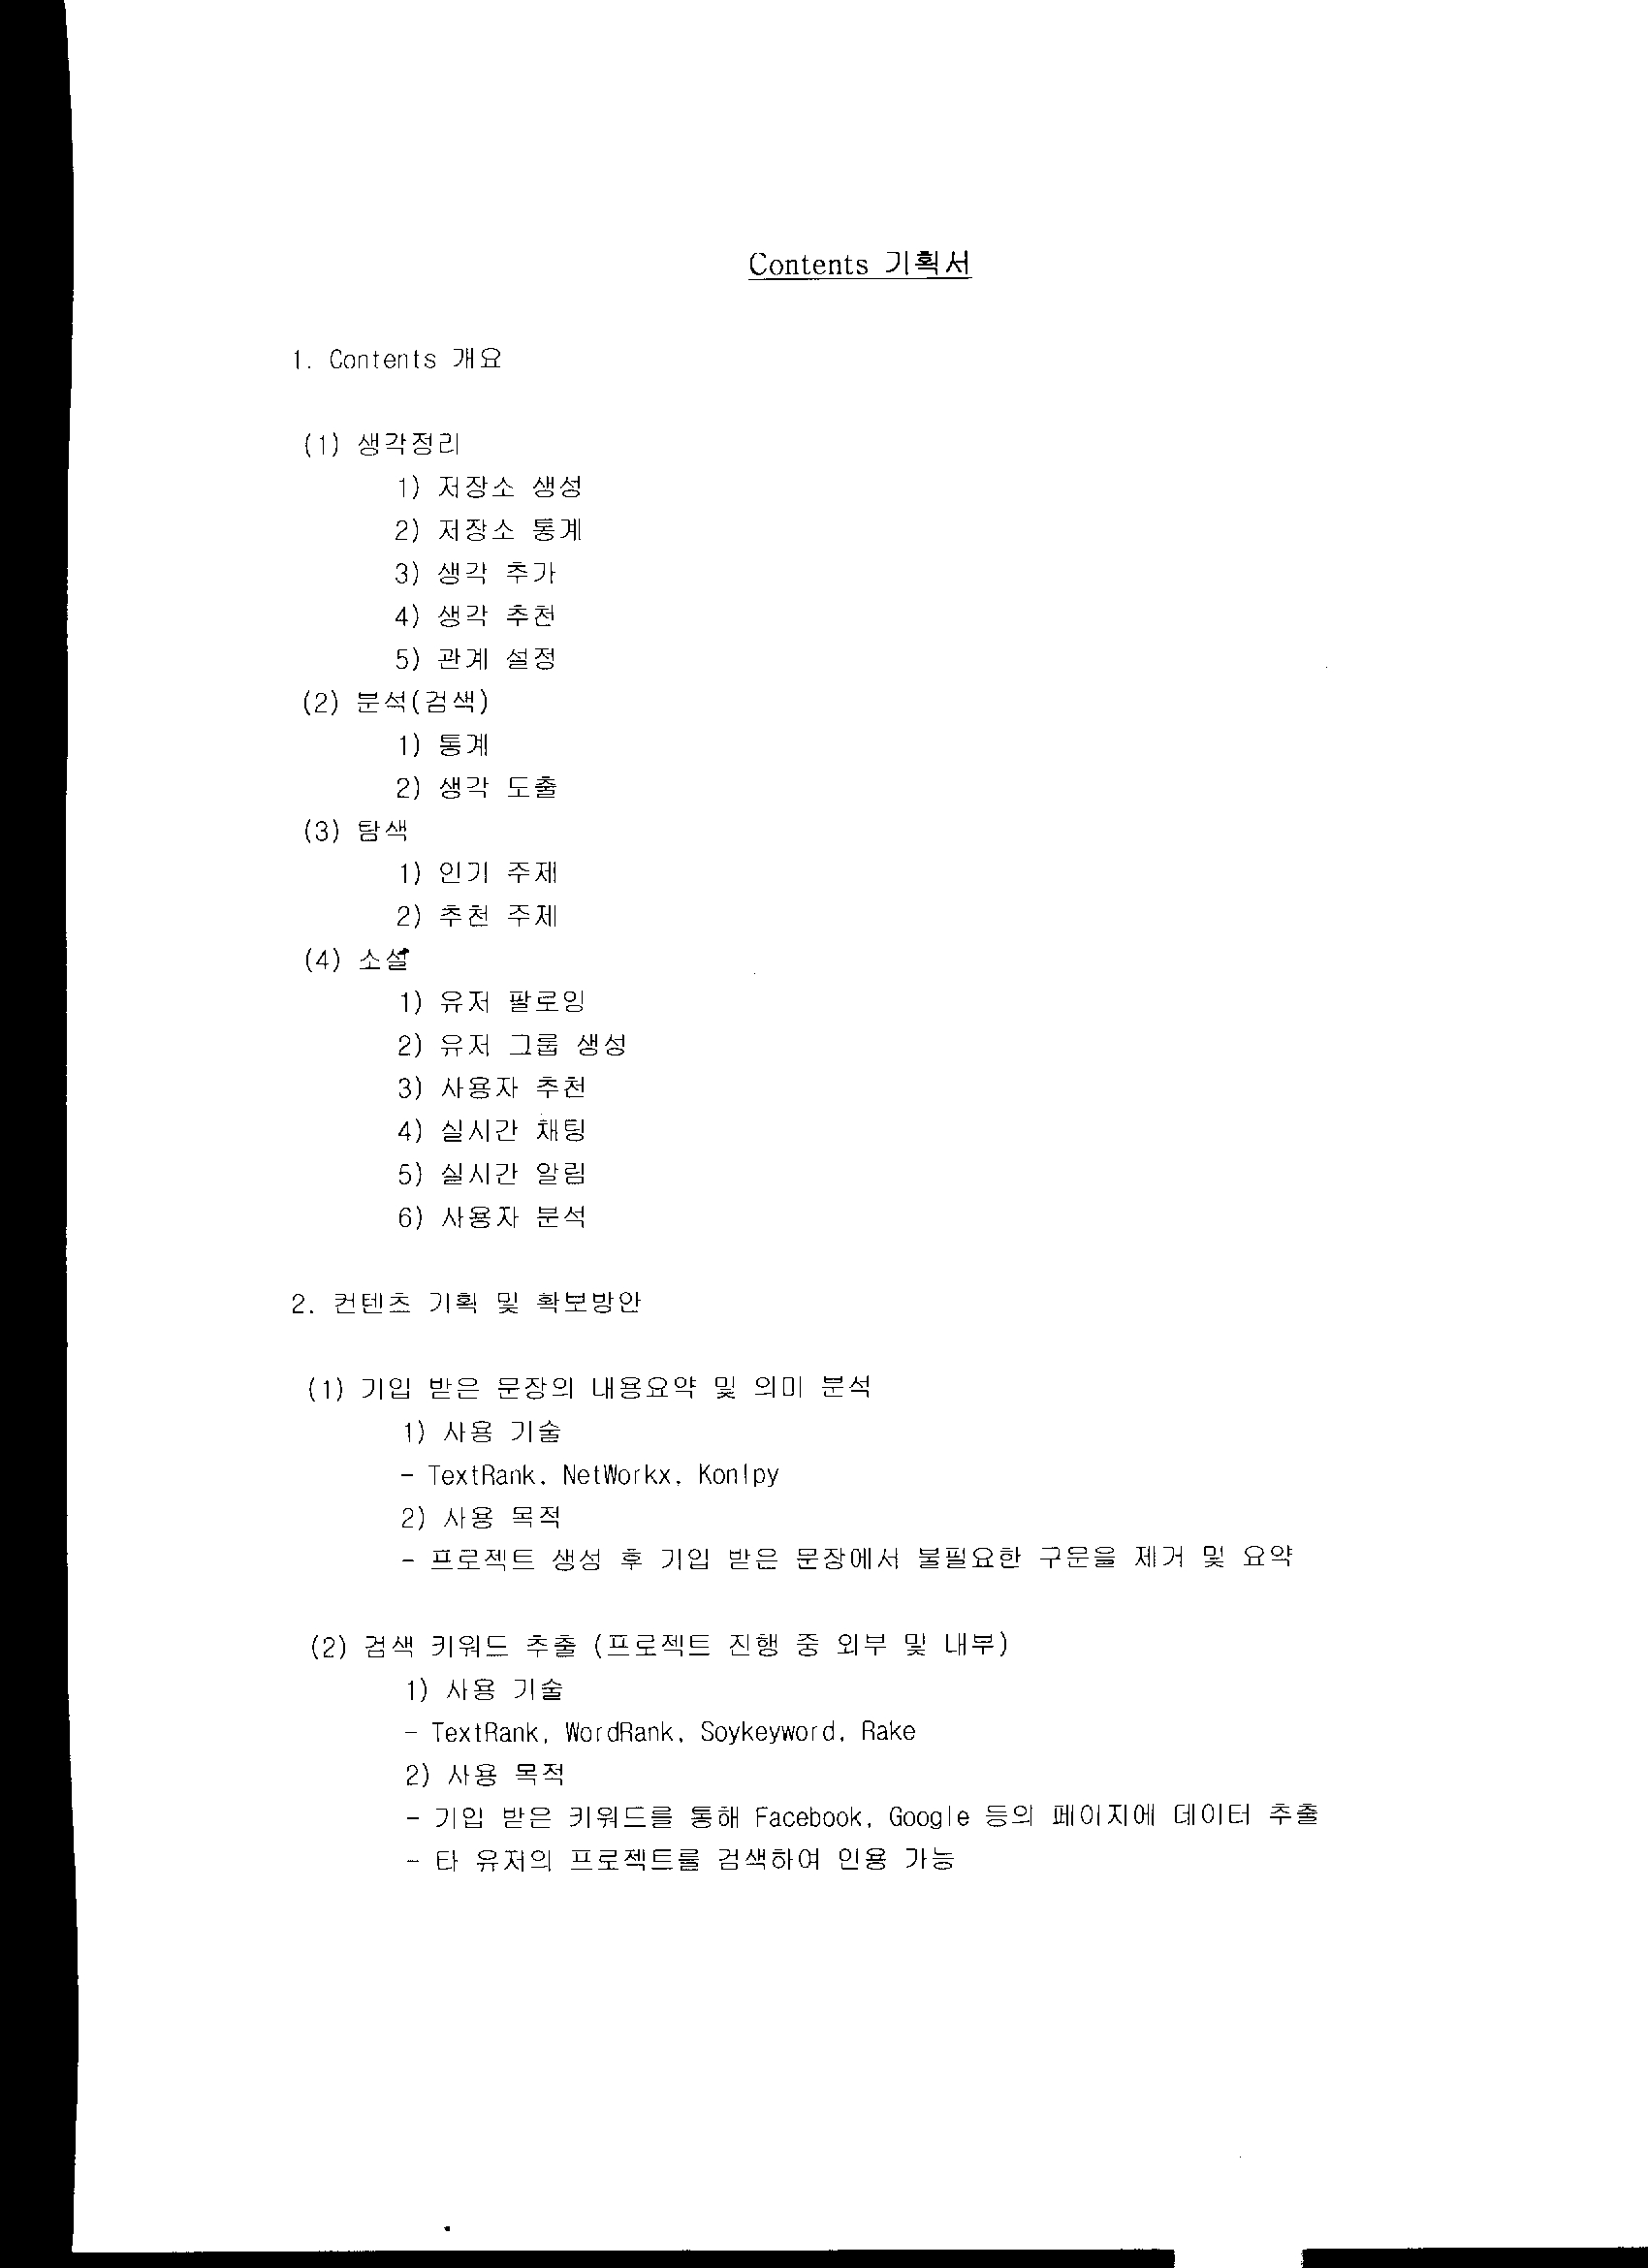 Contents 기획서
1. Contents 개요
(1) 생각정리
1) 저장소 생성
2) 저장소 통계
3) 생각 추가
4) 생각 추천
5) 관계 설정
(2) 분석(검색)
1) 통계
2) 생각 도출
(3) 탐색
1) 인기 주제
2) 추천 주제
(4) 소셜
1) 유저 팔로잉
2) 유저 그룹 생성
3) 사용자 추천
4) 실시간 채팅
5) 실시간 알림
6) 사용자 분석
2. 컨텐츠 기획 및 확보방안
(1) 기입 받은 문장의 내용요약 및 의미 분석
1) 사용 기술
- TextRank, NetWorkx, Konlpy
2) 사용 목적
- 프로젝트 생성 후 기입 받은 문장에서 불필요한 구문을 제거 및 요약
(2) 검색 키워드 추출 (프로젝트 진행 중 외부 및 내부)
1) 사용 기술
- TextRank, WordRank, Soykeyword, Rake
2) 사용 목적
- 기입 받은 키워드를 통해 Facebook, Google 등의 페이지에 데이터 추출
- 타 유저의 프로젝트를 검색하여 인용 가능